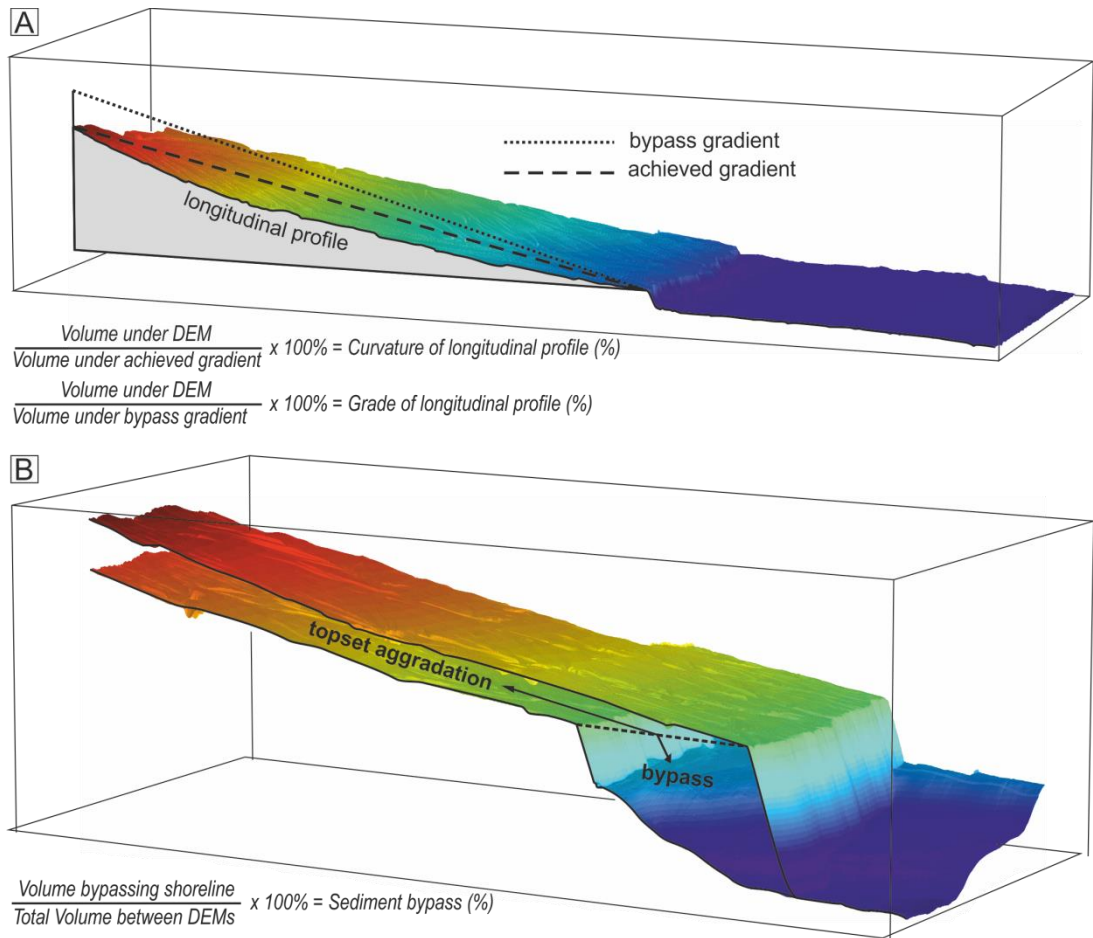 A
bypass gradient
achieved gradient
longitudinal profile
Volume under DEM
Volume under achieved gradient
x 100% = Curvature of longitudinal profile (%)
Volume under DEM
Volume under bypass gradient
x 100% = Grade of longitudinal profile (%)
B
topset aggradation
bypass
Volume bypassing shoreline
Total Volume between DEMs
x 100% = Sediment bypass (%)